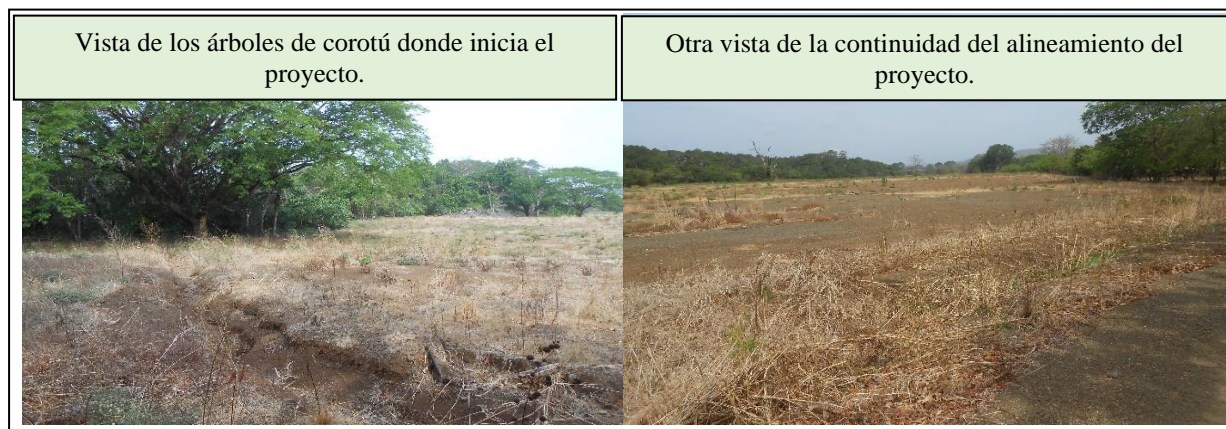 Vista de los árboles de corotú donde inicia el
proyecto.
Otra vista de la continuidad del alineamiento del
proyecto.